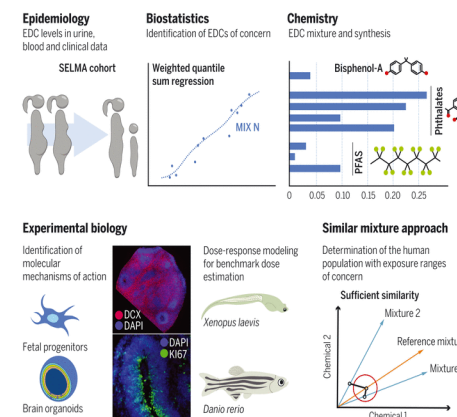 Epidemiology
EDC levels in urine,
blood and clinical data
SELMA cohort
Biostatistics
Identification of EDCs of concern
Weighted quantile
sum regression
MIX N
Chemistry
EDC mixture and synthesis
Bisphenol-A
Phthalates
PFAS
0 0.05 0.10 0.15 0.20 0.25
Experimental biology
Identification of
molecular
mechanisms of action
Fetal progenitors
Brain organoids
DCX
DAPI
DAPI
KI67
Dose-response modeling
for benchmark dose
estimation
Xenopus laevis
Danio rerio
Similar mixture approach
Determination of the human
population with exposure ranges
of concern
Sufficient similarity
Mixture 2
Reference mixtu
Mixture
Chemical 2
Chemical 1